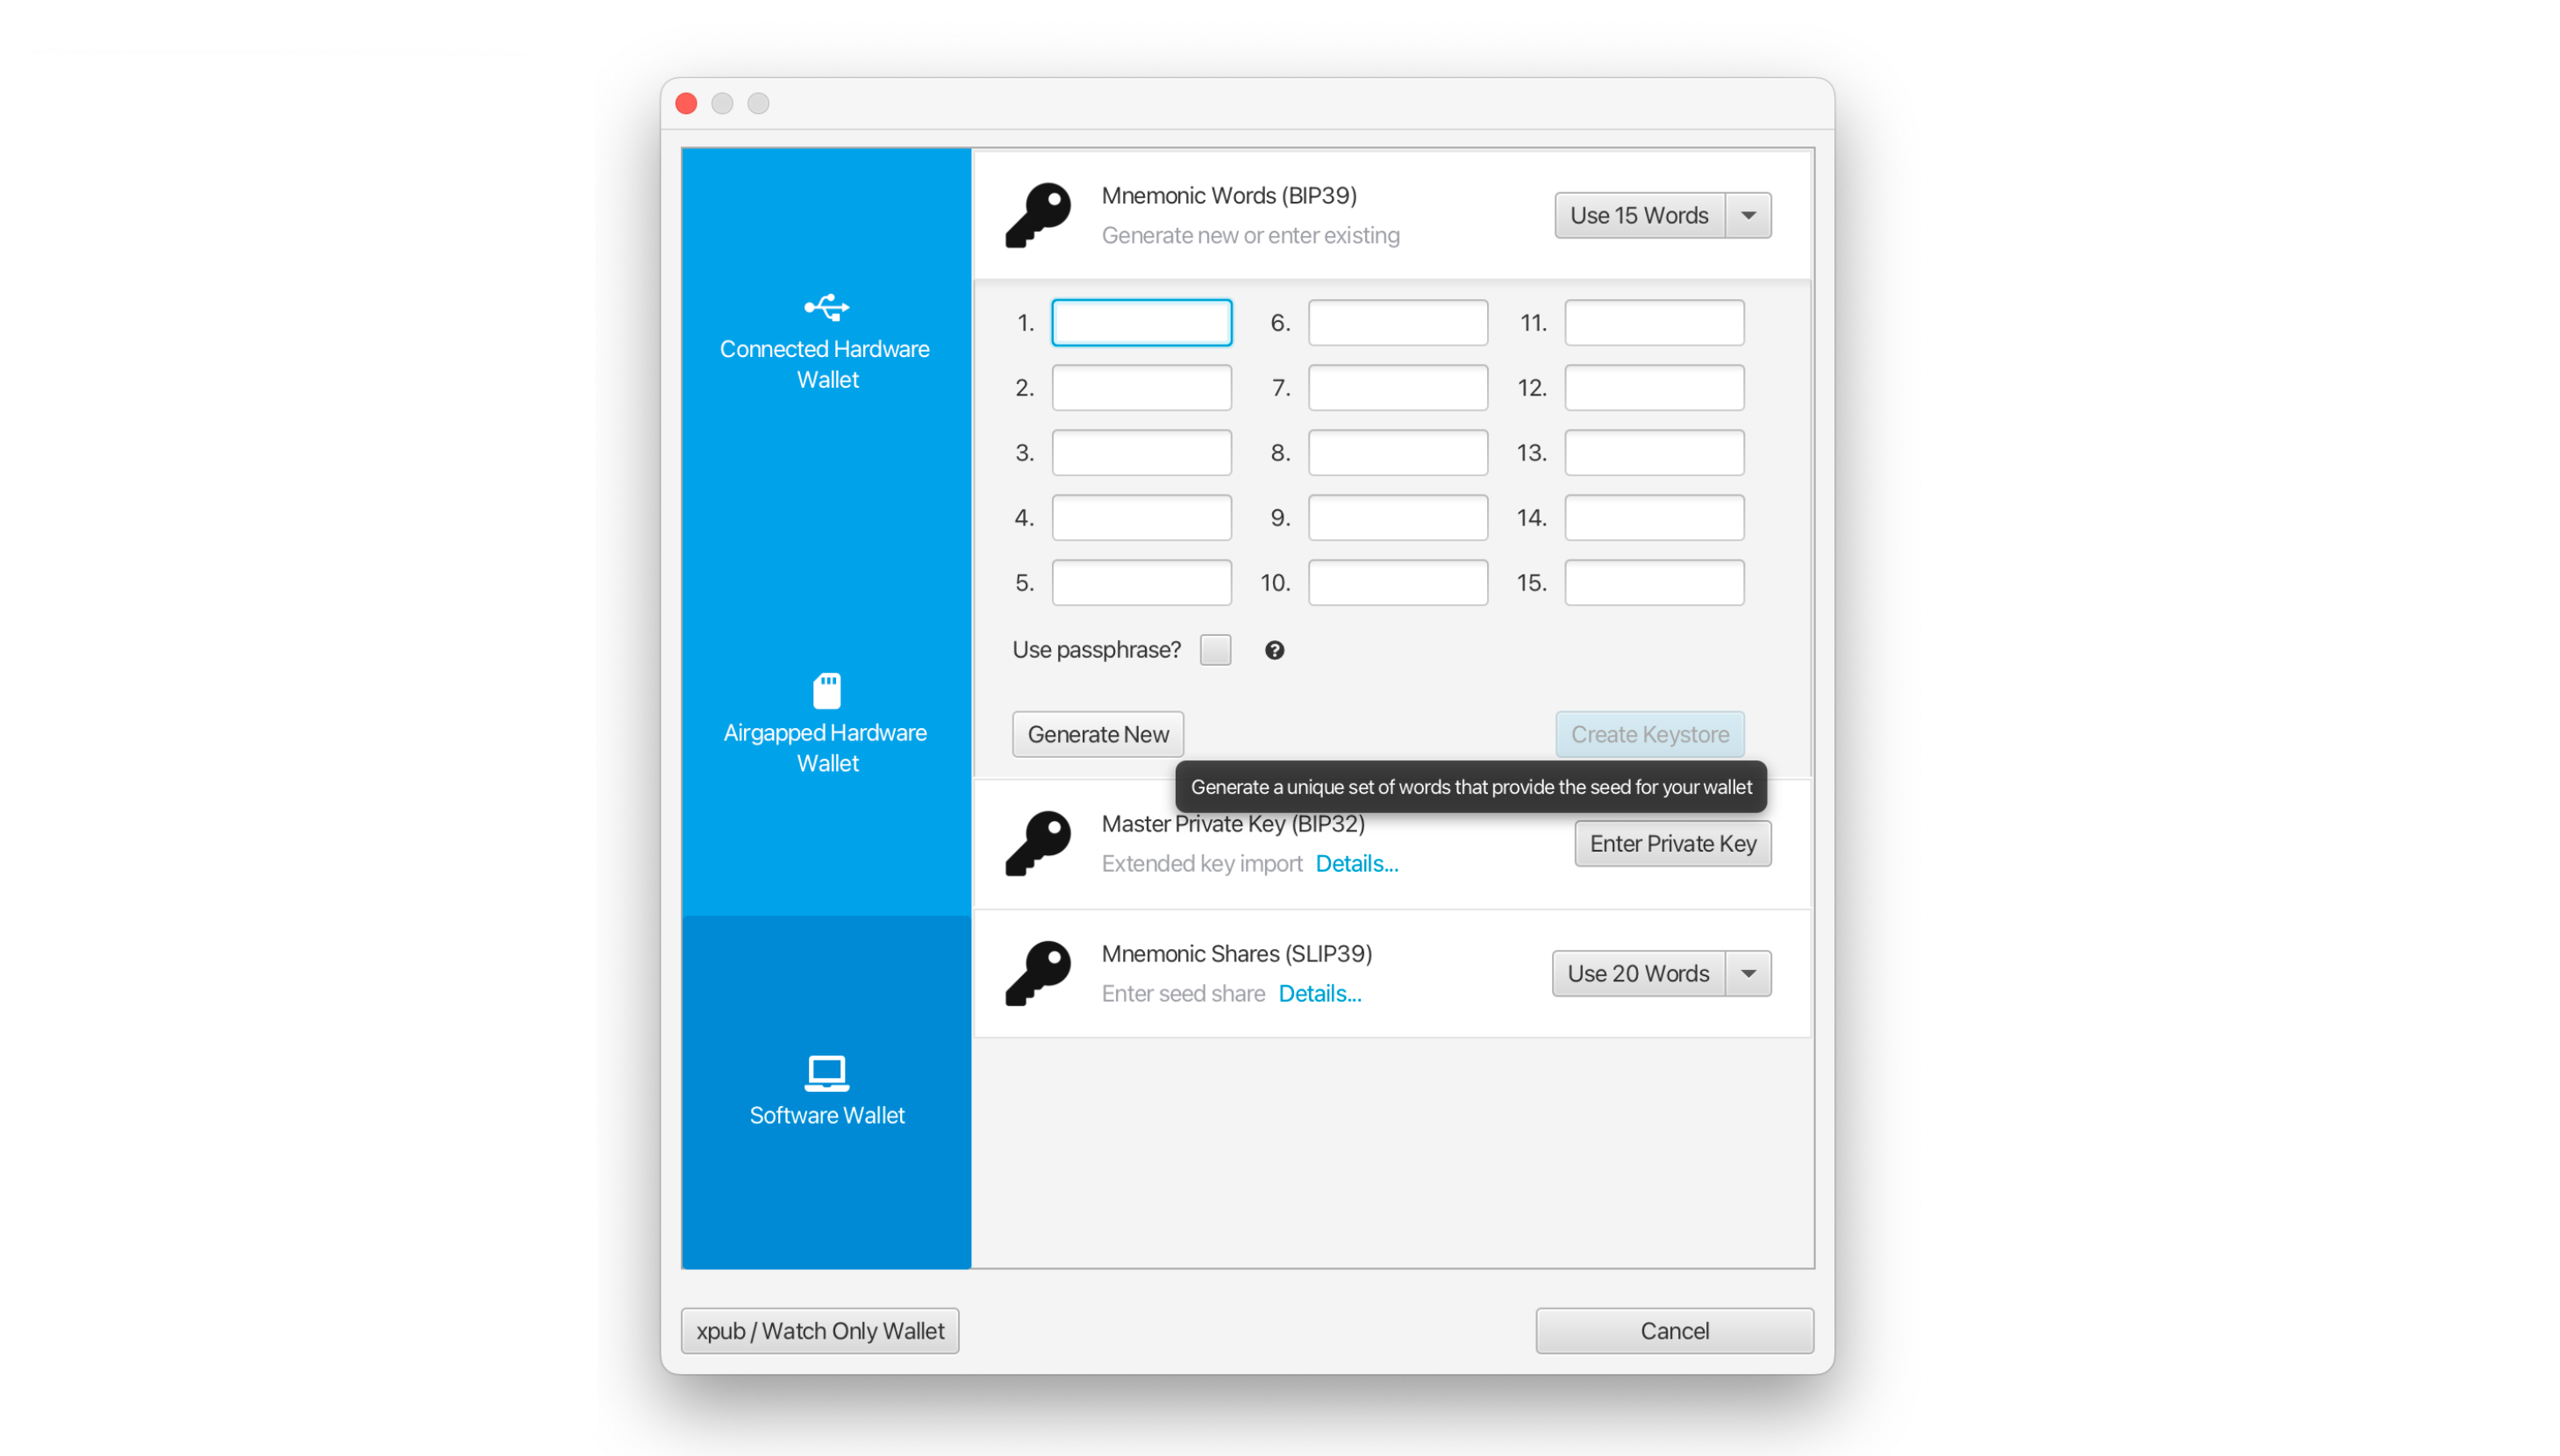 Connected Hardware
Wallet
Airgapped Hardware
Wallet
Software Wallet
Mnemonic Words (BIP39)
Generate new or enter existing
Use 15 Words
1.
6.
11.
2.
7.
12.
3.
8.
13.
4.
9.
14.
5.
10.
15.
Use passphrase?
?
Generate New
Create Keystore
Generate a unique set of words that provide the seed for your wallet
Master Private Key (BIP32)
Extended key import Details...
Enter Private Key
Mnemonic Shares (SLIP39)
Enter seed share Details...
Use 20 Words
xpub / Watch Only Wallet
Cancel